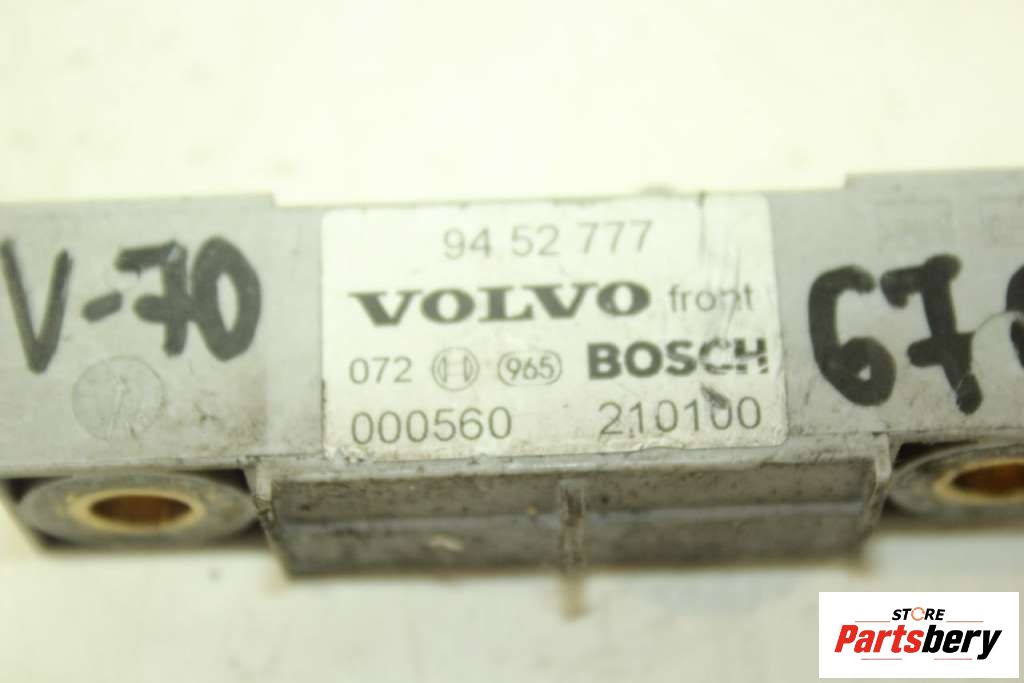 94 52 777
VOLVO front
072 965 BOSCH
000560 210100
V-70
STORE
Partsbery